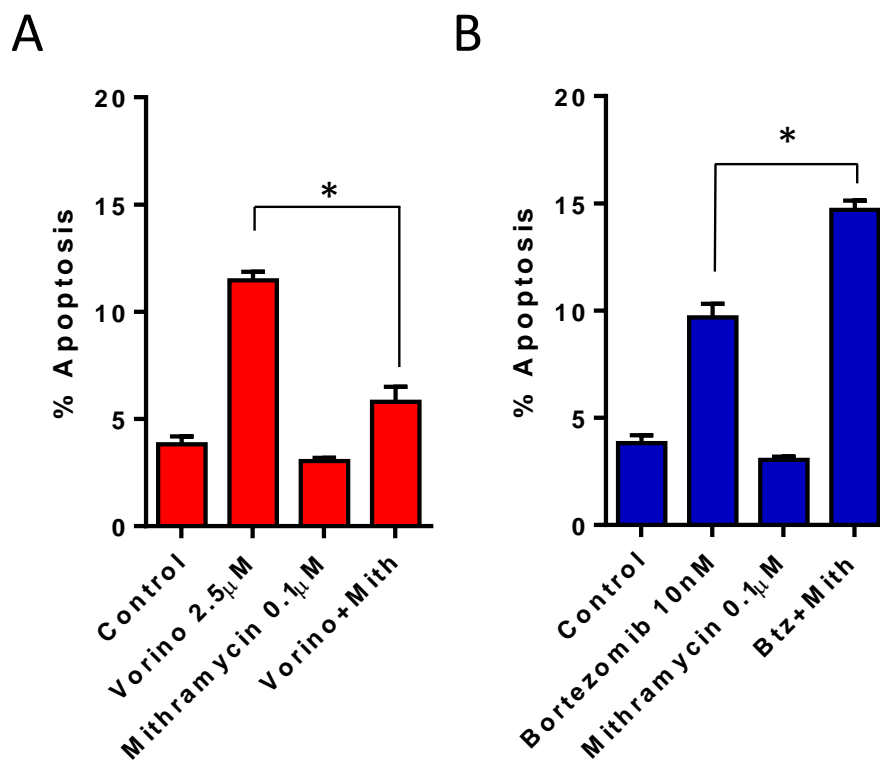 A
% Apoptosis
20
15
10
5
0
*
Control
Vorino 2.5µM
Mithramycin 0.1µM
Vorino+Mith
B
% Apoptosis
20
15
10
5
0
*
Control
Bortezomib 10nM
Mithramycin 0.1µM
Btz+Mith